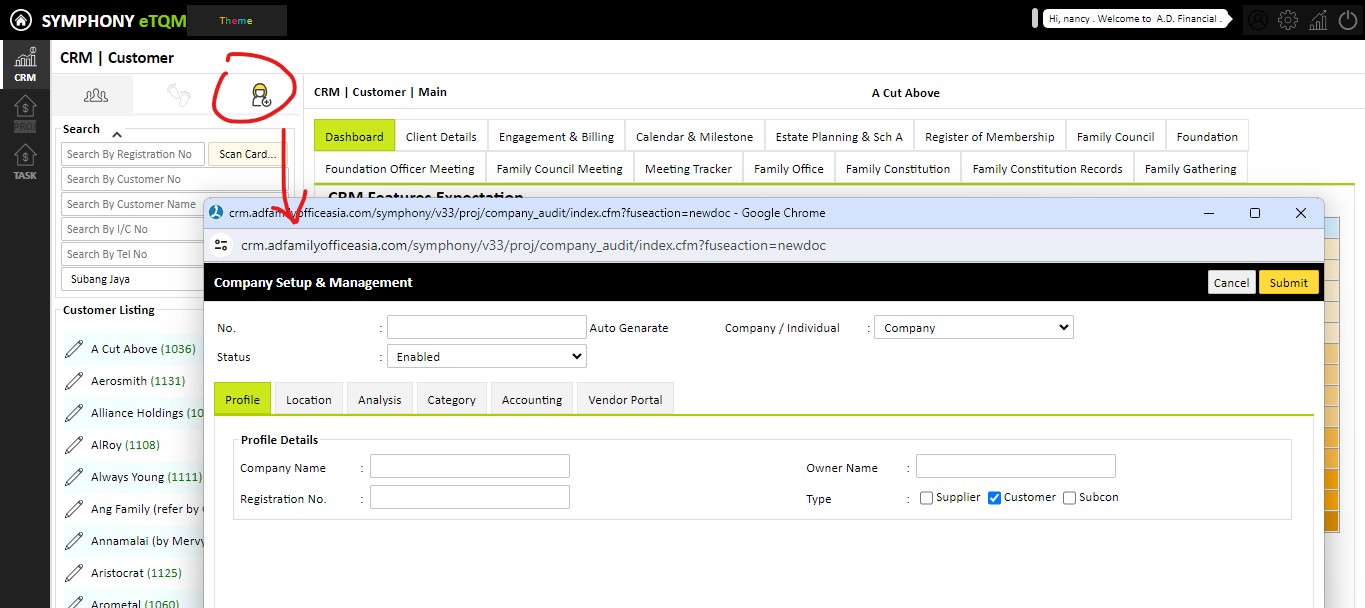 SYMPHONY eTQM
Theme
Hi, nancy . Welcome to A.D. Financial .
CRM
PROJ
TASK
CRM | Customer
Search
Search By Registration No
Scan Card...
Search By Customer No
Search By Customer Name
Search By I/C No
Search By Tel No
Subang Jaya
Customer Listing
A Cut Above (1036)
Aerosmith (1131)
Alliance Holdings (10
AlRoy (1108)
Always Young (1111)
Ang Family (refer by
Annamalai (by Merv
Aristocrat (1125)
Arometal (1060)
CRM | Customer | Main
A Cut Above
Dashboard Client Details Engagement & Billing Calendar & Milestone Estate Planning & Sch A Register of Membership Family Council Foundation
Foundation Officer Meeting Family Council Meeting Meeting Tracker Family Office Family Constitution Family Constitution Records Family Gathering
CRM Features Expectation
crm.adfamilyofficeasia.com/symphony/v33/proj/company_audit/index.cfm?fuseaction=newdoc - Google Chrome
crm.adfamilyofficeasia.com/symphony/v33/proj/company_audit/index.cfm?fuseaction=newdoc
Company Setup & Management
Cancel Submit
No. : Auto Genarate Company / Individual : Company
Status : Enabled
Profile Location Analysis Category Accounting Vendor Portal
Profile Details
Company Name : Owner Name :
Registration No. : Type : Supplier Customer Subcon